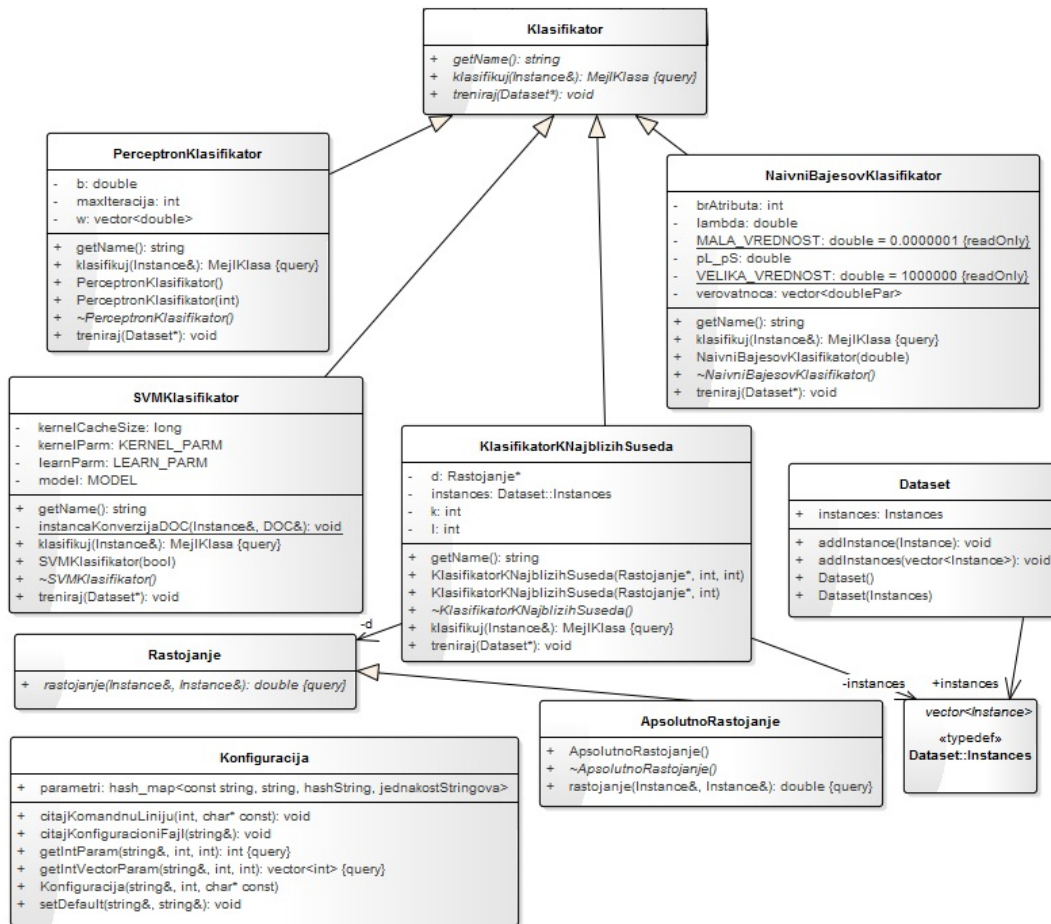 Klasifikator
+ getName(): string
+ klasifikuj(Instance&): MejlKlasa {query}
+ treniraj(Dataset*): void
PerceptronKlasifikator
- b: double
- maxIteracija: int
- w: vector<double>
+ getName(): string
+ klasifikuj(Instance&): MejlKlasa {query}
+ PerceptronKlasifikator()
+ PerceptronKlasifikator(int)
+ ~PerceptronKlasifikator()
+ treniraj(Dataset*): void
NaivniBajesovKlasifikator
- brAtributa: int
- lambda: double
- MALA_VREDNOST: double = 0.0000001 {readOnly}
- pL_pS: double
- VELIKA_VREDNOST: double = 1000000 {readOnly}
- verovatnoca: vector<doublePar>
+ getName(): string
+ klasifikuj(Instance&): MejlKlasa {query}
+ NaivniBajesovKlasifikator(double)
+ ~NaivniBajesovKlasifikator()
+ treniraj(Dataset*): void
SVMKlasifikator
- kernelCacheSize: long
- kernelParm: KERNEL_PARM
- learnParm: LEARN_PARM
- model: MODEL
+ getName(): string
- instancaKonverzijaDOC(Instance&, DOC&): void
+ klasifikuj(Instance&): MejlKlasa {query}
+ SVMKlasifikator(bool)
+ ~SVMKlasifikator()
+ treniraj(Dataset*): void
KlasifikatorKNajblizihSuseda
- d: Rastojanje*
- instances: Dataset::Instances
- k: int
- l: int
+ getName(): string
+ KlasifikatorKNajblizihSuseda(Rastojanje*, int, int)
+ KlasifikatorKNajblizihSuseda(Rastojanje*, int)
+ ~KlasifikatorKNajblizihSuseda()
+ klasifikuj(Instance&): MejlKlasa {query}
+ treniraj(Dataset*): void
Dataset
+ instances: Instances
+ addInstance(Instance): void
+ addInstances(vector<Instance>): void
+ Dataset()
+ Dataset(Instances)
-d
Rastojanje
+ rastojanje(Instance&, Instance&): double {query}
-instances
+instances
vector<Instance>
«typedef»
Dataset::Instances
ApsolutnoRastojanje
+ ApsolutnoRastojanje()
+ ~ApsolutnoRastojanje()
+ rastojanje(Instance&, Instance&): double {query}
Konfiguracija
+ parametri: hash_map<const string, string, hashString, jednakostStringova>
+ citajKomandnuLiniju(int, char* const): void
+ citajKonfiguracioniFajl(string&): void
+ getIntParam(string&, int, int): int {query}
+ getIntVectorParam(string&, int, int): vector<int> {query}
+ Konfiguracija(string&, int, char* const)
+ setDefault(string&, string&): void